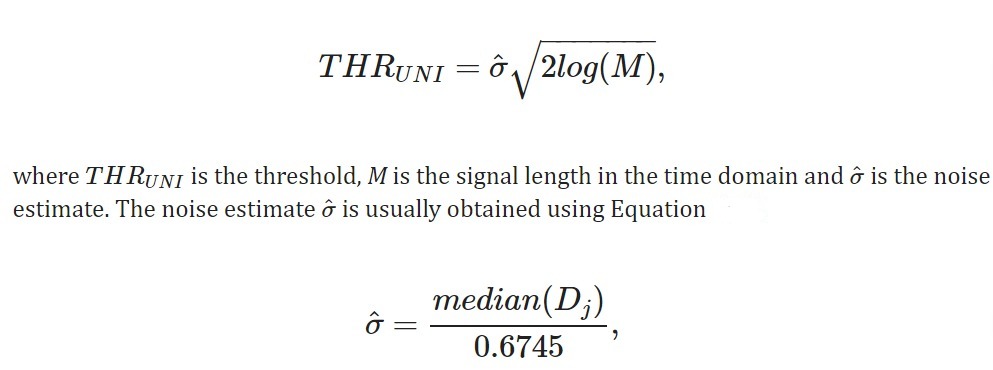 THR_UNI = σ̂√2log(M),
where THR_UNI is the threshold, M is the signal length in the time domain and σ̂ is the noise
estimate. The noise estimate σ̂ is usually obtained using Equation
σ̂ = median(D_j) / 0.6745,